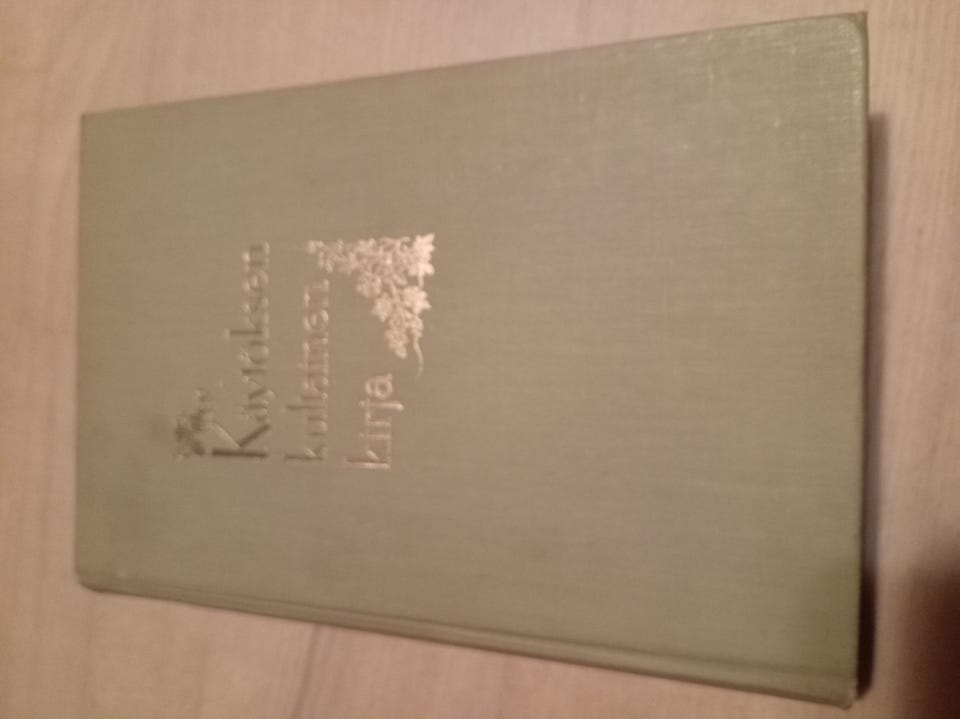 Käytöksen
kultainen
kirja